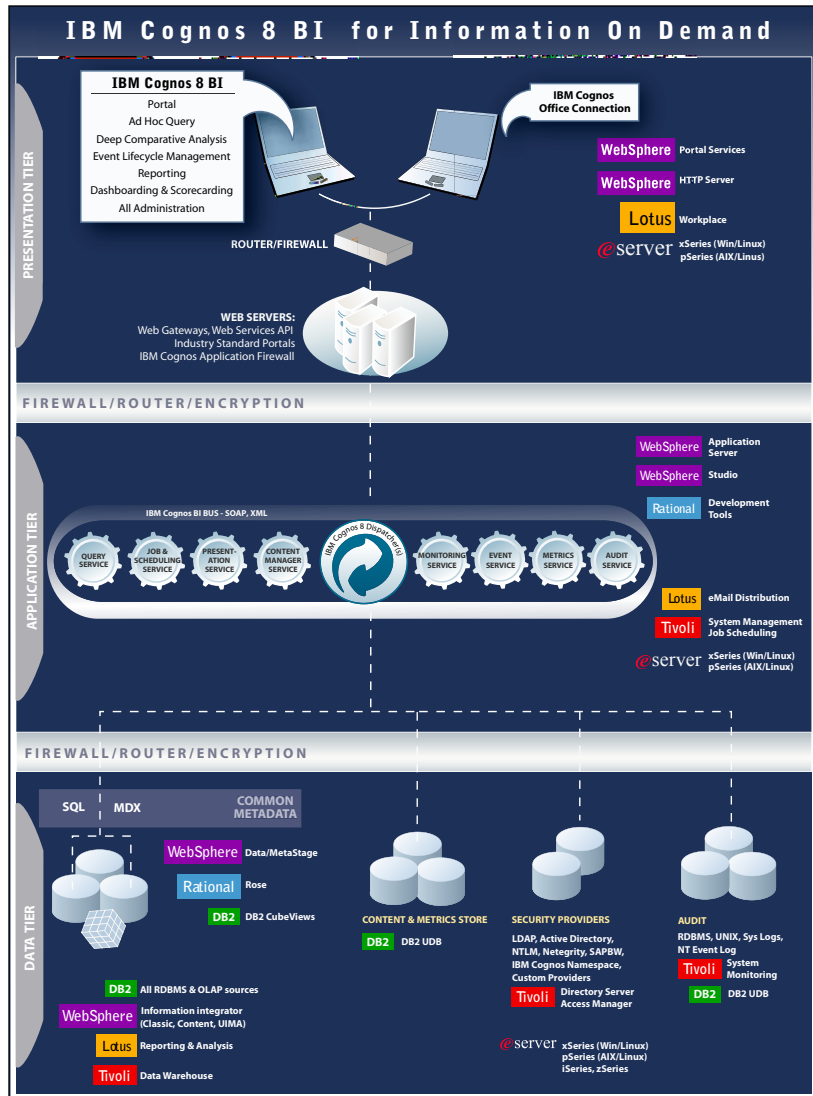 IBM Cognos 8 BI for Information On Demand
IBM Cognos 8 BI
Portal
Ad Hoc Query
Deep Comparative Analysis
Event Lifecycle Management
Reporting
Dashboarding & Scorecarding
All Administration
IBM Cognos
Office Connection
WebSphere Portal Services
WebSphere HTTP Server
Lotus Workplace
eserver xSeries (Win/Linux)
pSeries (AIX/Linus)
PRESENTATION TIER
ROUTER/FIREWALL
WEB SERVERS:
Web Gateways, Web Services API
Industry Standard Portals
IBM Cognos Application Firewall
FIREWALL/ROUTER/ENCRYPTION
APPLICATION TIER
WebSphere Application
Server
WebSphere Studio
Rational Development
Tools
IBM Cognos BI BUS - SOAP, XML
QUERY
SERVICE
JOB &
SCHEDULING
SERVICE
PRESENT-
ATION
SERVICE
CONTENT
MANAGER
SERVICE
IBM Cognos 8 Dispatcher(s)
MONITORING
SERVICE
EVENT
SERVICE
METRICS
SERVICE
AUDIT
SERVICE
Lotus eMail Distribution
Tivoli System Management
Job Scheduling
eserver xSeries (Win/Linux)
pSeries (AIX/Linux)
FIREWALL/ROUTER/ENCRYPTION
DATA TIER
SQL MDX COMMON
METADATA
WebSphere Data/MetaStage
Rational Rose
DB2 DB2 CubeViews
DB2 All RDBMS & OLAP sources
WebSphere Information integrator
(Classic, Content, UIMA)
Lotus Reporting & Analysis
Tivoli Data Warehouse
CONTENT & METRICS STORE
DB2 DB2 UDB
SECURITY PROVIDERS
LDAP, Active Directory,
NTLM, Netegrity, SAPBW,
IBM Cognos Namespace,
Custom Providers
Tivoli Directory Server
Access Manager
eserver xSeries (Win/Linux)
pSeries (AIX/Linux)
iSeries, zSeries
AUDIT
RDBMS, UNIX, Sys Logs,
NT Event Log
Tivoli System
Monitoring
DB2 DB2 UDB